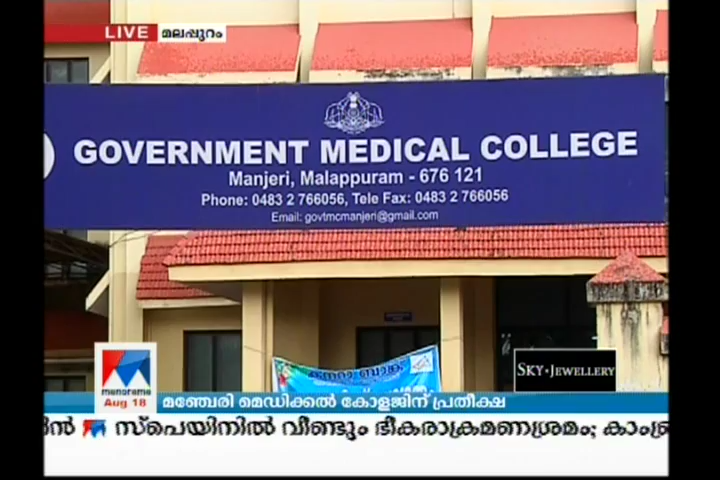 LIVE മലപ്പുറം
GOVERNMENT MEDICAL COLLEGE
Manjeri, Malappuram - 676 121
Phone: 0483 2 766056, Tele Fax: 0483 2 766056
Email: govtmcmanjeri@gmail.com
കനറാ ബാങ്ക്
SKY • JEWELLERY
manorama
Aug 18
മഞ്ചേരി മെഡിക്കൽ കോളജിന് പ്രതീക്ഷ
സ്പെയിനിൽ വീണ്ടും ഭീകരാക്രമണശ്രമം;